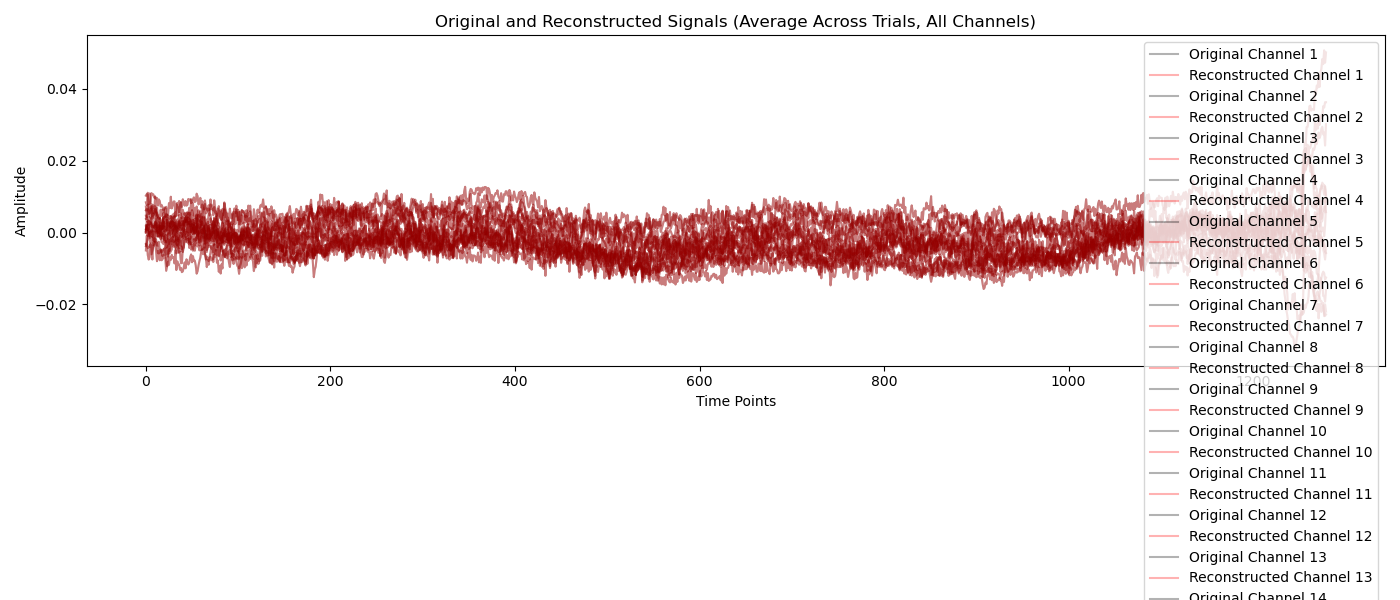 Original and Reconstructed Signals (Average Across Trials, All Channels)
Amplitude
0.04
0.02
0.00
−0.02
0
200
400
600
800
1000
1200
Time Points
Original Channel 1
Reconstructed Channel 1
Original Channel 2
Reconstructed Channel 2
Original Channel 3
Reconstructed Channel 3
Original Channel 4
Reconstructed Channel 4
Original Channel 5
Reconstructed Channel 5
Original Channel 6
Reconstructed Channel 6
Original Channel 7
Reconstructed Channel 7
Original Channel 8
Reconstructed Channel 8
Original Channel 9
Reconstructed Channel 9
Original Channel 10
Reconstructed Channel 10
Original Channel 11
Reconstructed Channel 11
Original Channel 12
Reconstructed Channel 12
Original Channel 13
Reconstructed Channel 13
Original Channel 14